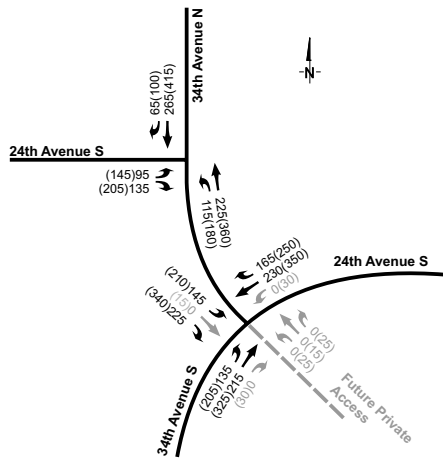 34th Avenue N
65(100)
265(415)
-N-
24th Avenue S
(145)95
(205)135
225(360)
115(180)
165(250)
230(350)
0(30)
24th Avenue S
(210)145
(15)0
(340)225
0(25)
0(15)
0(25)
(205)135
(325)215
(30)0
34th Avenue S
Future Private
Access